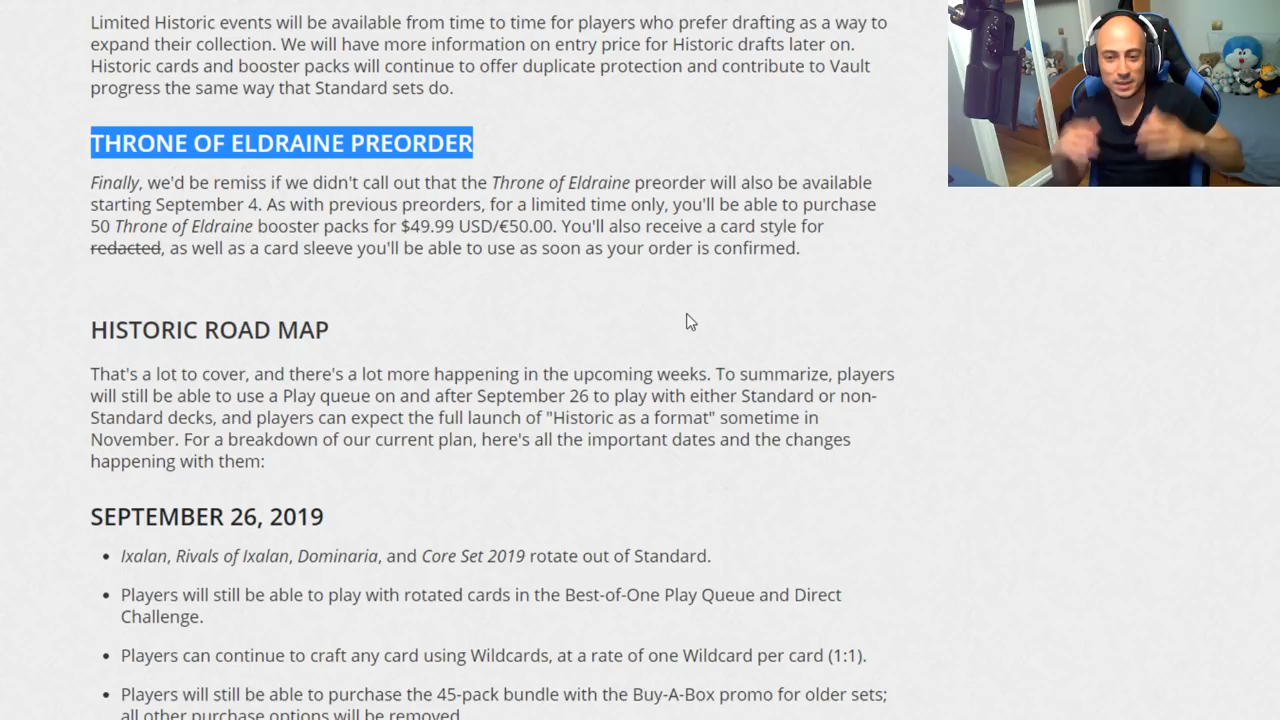 Limited Historic events will be available from time to time for players who prefer drafting as a way to
expand their collection. We will have more information on entry price for Historic drafts later on.
Historic cards and booster packs will continue to offer duplicate protection and contribute to Vault
progress the same way that Standard sets do.
THRONE OF ELDRAINE PREORDER
Finally, we'd be remiss if we didn't call out that the Throne of Eldraine preorder will also be available
starting September 4. As with previous preorders, for a limited time only, you'll be able to purchase
50 Throne of Eldraine booster packs for $49.99 USD/€50.00. You'll also receive a card style for
redacted, as well as a card sleeve you'll be able to use as soon as your order is confirmed.
HISTORIC ROAD MAP
That's a lot to cover, and there's a lot more happening in the upcoming weeks. To summarize, players
will still be able to use a Play queue on and after September 26 to play with either Standard or non-
Standard decks, and players can expect the full launch of "Historic as a format" sometime in
November. For a breakdown of our current plan, here's all the important dates and the changes
happening with them:
SEPTEMBER 26, 2019
• Ixalan, Rivals of Ixalan, Dominaria, and Core Set 2019 rotate out of Standard.
• Players will still be able to play with rotated cards in the Best-of-One Play Queue and Direct
Challenge.
• Players can continue to craft any card using Wildcards, at a rate of one Wildcard per card (1:1).
• Players will still be able to purchase the 45-pack bundle with the Buy-A-Box promo for older sets;
all other purchase options will be removed